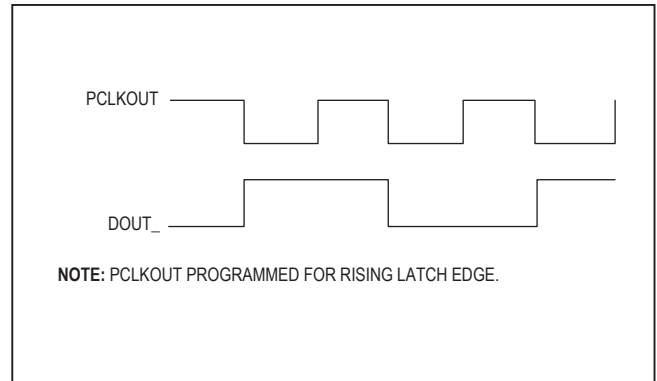 PCLKOUT
DOUT_
NOTE: PCLKOUT PROGRAMMED FOR RISING LATCH EDGE.